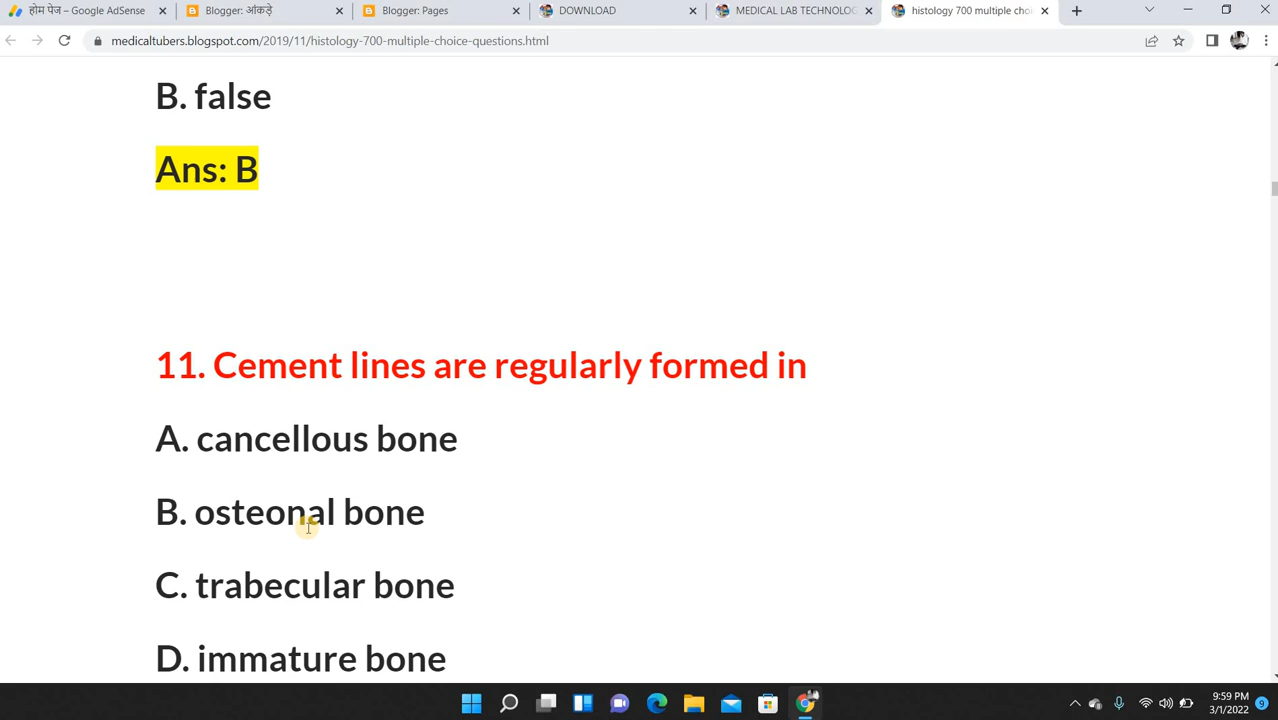 होम पेज – Google AdSense
Blogger: आंकड़े
Blogger: Pages
DOWNLOAD
MEDICAL LAB TECHNOLOG
histology 700 multiple choi
medicaltubers.blogspot.com/2019/11/histology-700-multiple-choice-questions.html
B. false
Ans: B
11. Cement lines are regularly formed in
A. cancellous bone
B. osteonal bone
C. trabecular bone
D. immature bone
9:59 PM
3/1/2022
9